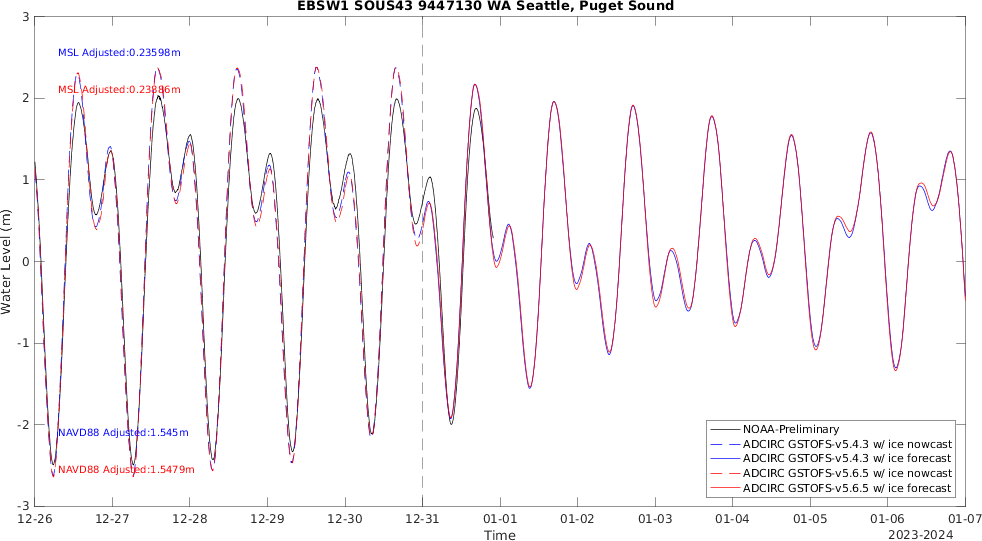 EBSW1 SOUS43 9447130 WA Seattle, Puget Sound
3
2
1
0
-1
-2
-3
Water Level (m)
MSL Adjusted:0.23598m
MSL Adjusted:0.23886m
NAVD88 Adjusted:1.545m
NAVD88 Adjusted:1.5479m
NOAA-Preliminary
ADCIRC GSTOFS-v5.4.3 w/ ice nowcast
ADCIRC GSTOFS-v5.4.3 w/ ice forecast
ADCIRC GSTOFS-v5.6.5 w/ ice nowcast
ADCIRC GSTOFS-v5.6.5 w/ ice forecast
12-26 12-27 12-28 12-29 12-30 12-31 01-01 01-02 01-03 01-04 01-05 01-06 01-07
Time
2023-2024